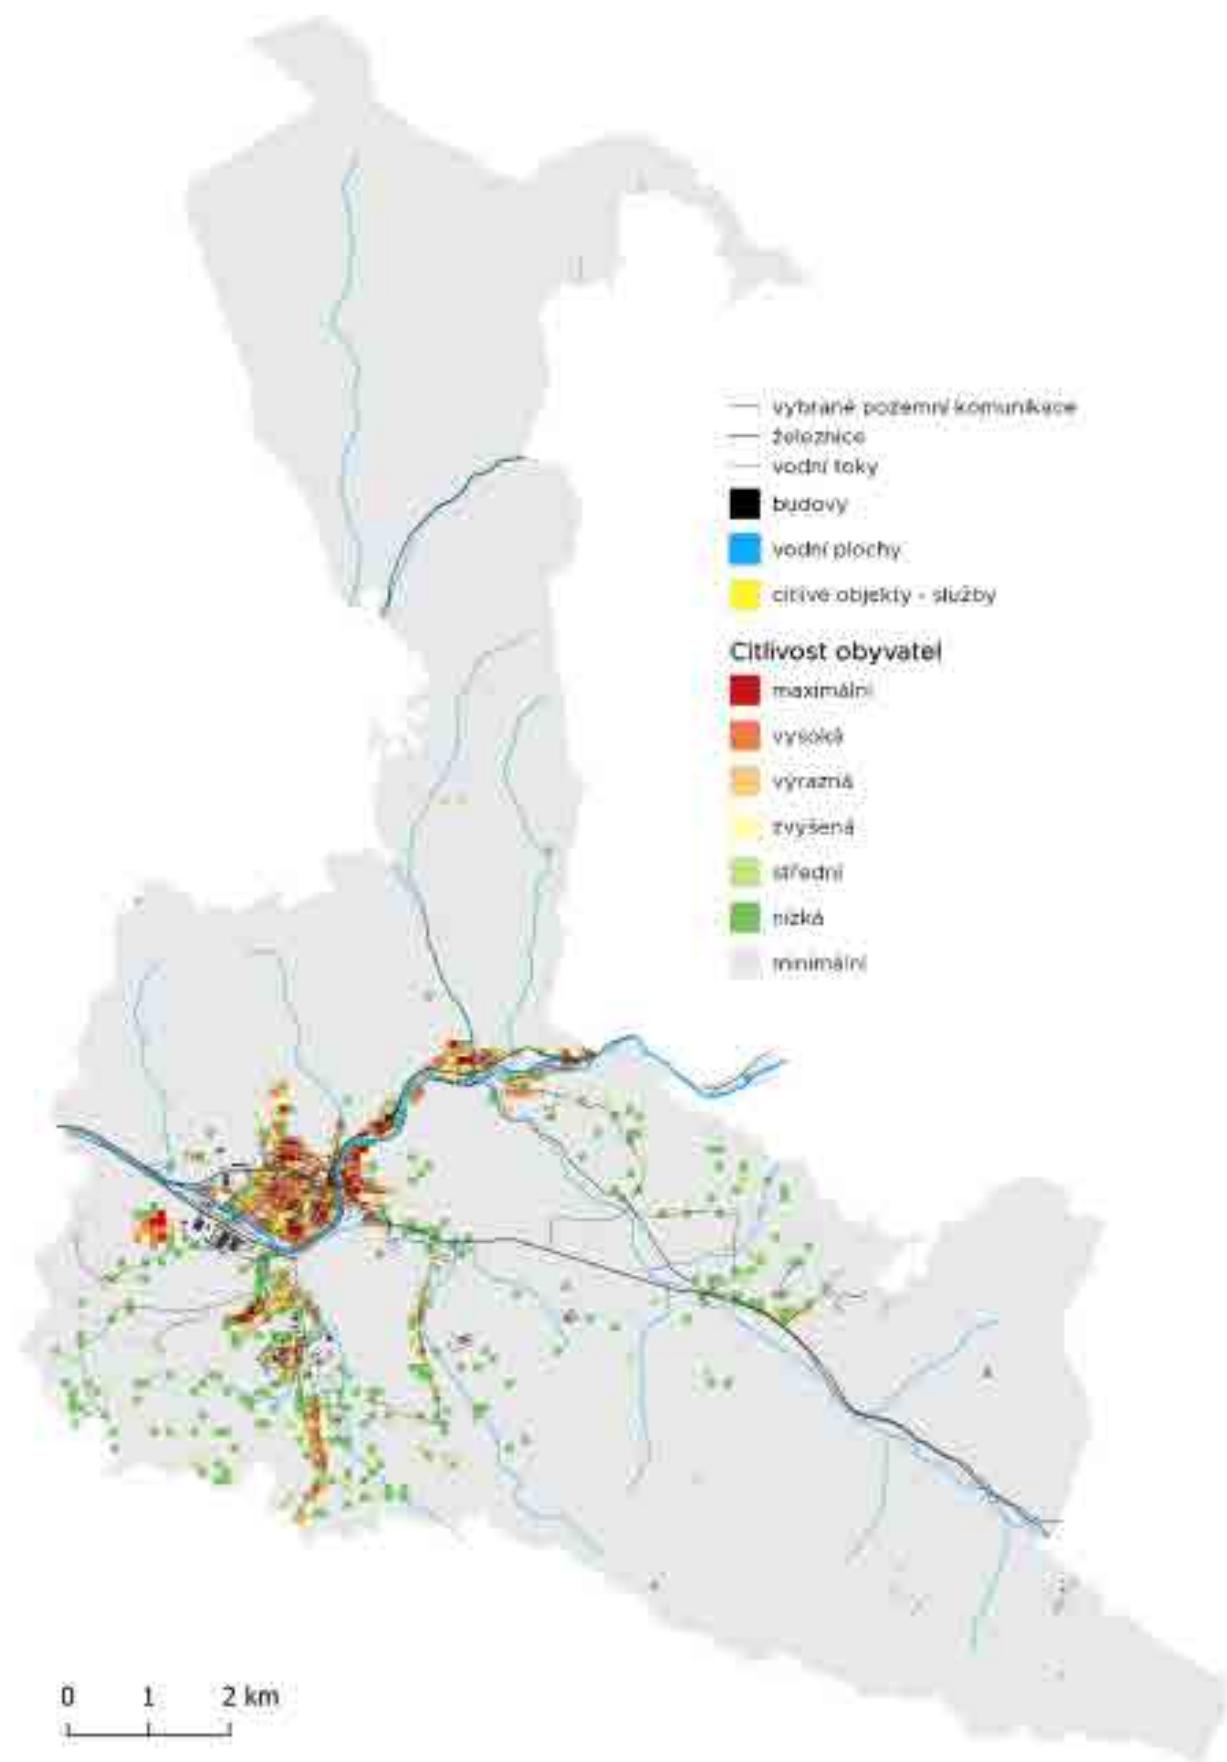 vybrané pozemní komunikace
železnice
vodní toky
budovy
vodní plochy
citlivé objekty - služby
Citlivost obyvatel
maximální
vysoká
výrazná
zvyšená
střední
nízká
minimální
0 1 2 km